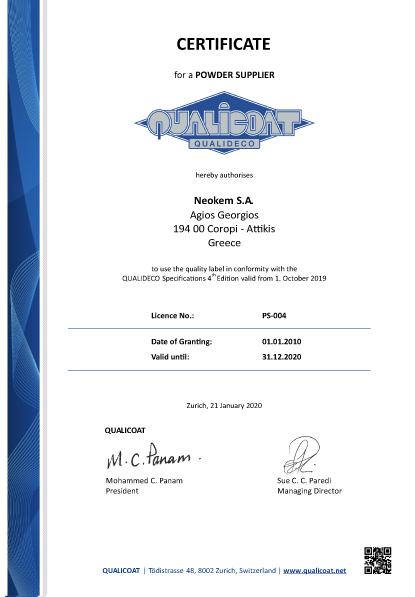 CERTIFICATE
for a POWDER SUPPLIER
QUALICOAT
QUALIDECO
hereby authorises
Neokem S.A.
Agios Georgios
194 00 Coropi - Attikis
Greece
to use the quality label in conformity with the
QUALIDECO Specifications 4th Edition valid from 1. October 2019
Licence No.: PS-004
Date of Granting: 01.01.2010
Valid until: 31.12.2020
Zurich, 21 January 2020
QUALICOAT
M.C. Panam.
Mohammed C. Panam
President
Sue C. C. Paredi
Managing Director
QUALICOAT | Tödistrasse 48, 8002 Zurich, Switzerland | www.qualicoat.net